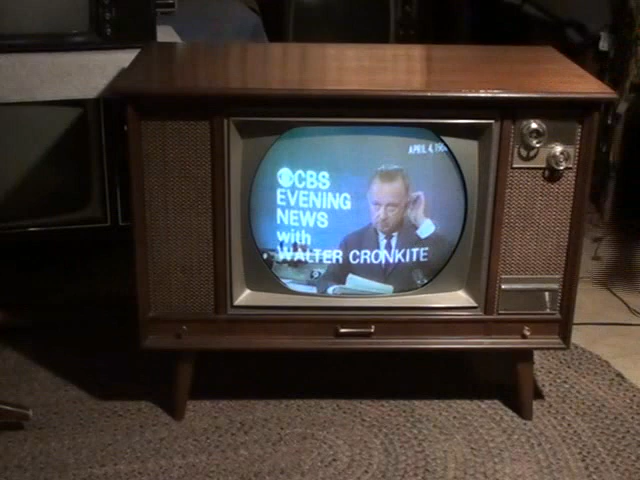 APRIL 4, 196
CBS
EVENING
NEWS
with
WALTER CRONKITE